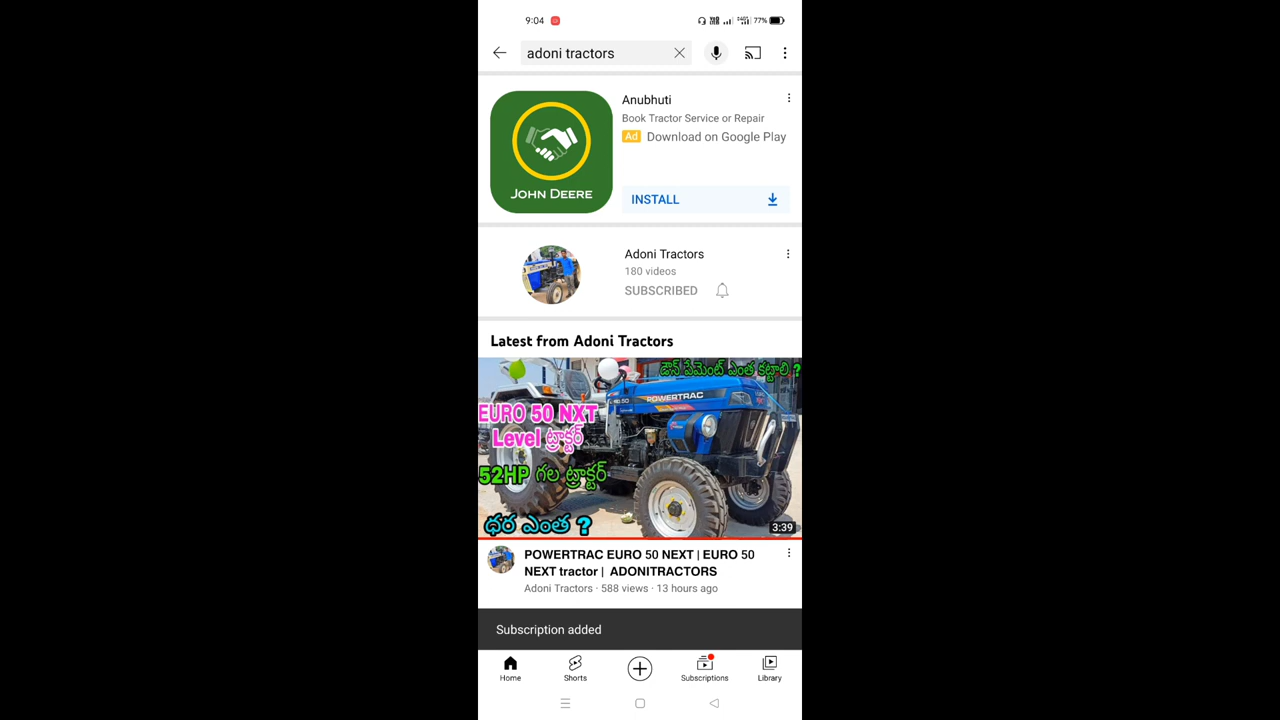 9:04
77%
adoni tractors
Anubhuti
Book Tractor Service or Repair
Ad Download on Google Play
JOHN DEERE
INSTALL
Adoni Tractors
180 videos
SUBSCRIBED
Latest from Adoni Tractors
డౌన్ పేమెంట్ ఎంత కట్టాలి ?
POWERTRAC
EURO 50 NXT
Level ట్రాక్టర్
52HP గల ట్రాక్టర్
ధర ఎంత ?
3:39
POWERTRAC EURO 50 NEXT | EURO 50
NEXT tractor | ADONITRACTORS
Adoni Tractors · 588 views · 13 hours ago
Subscription added
Home
Shorts
Subscriptions
Library